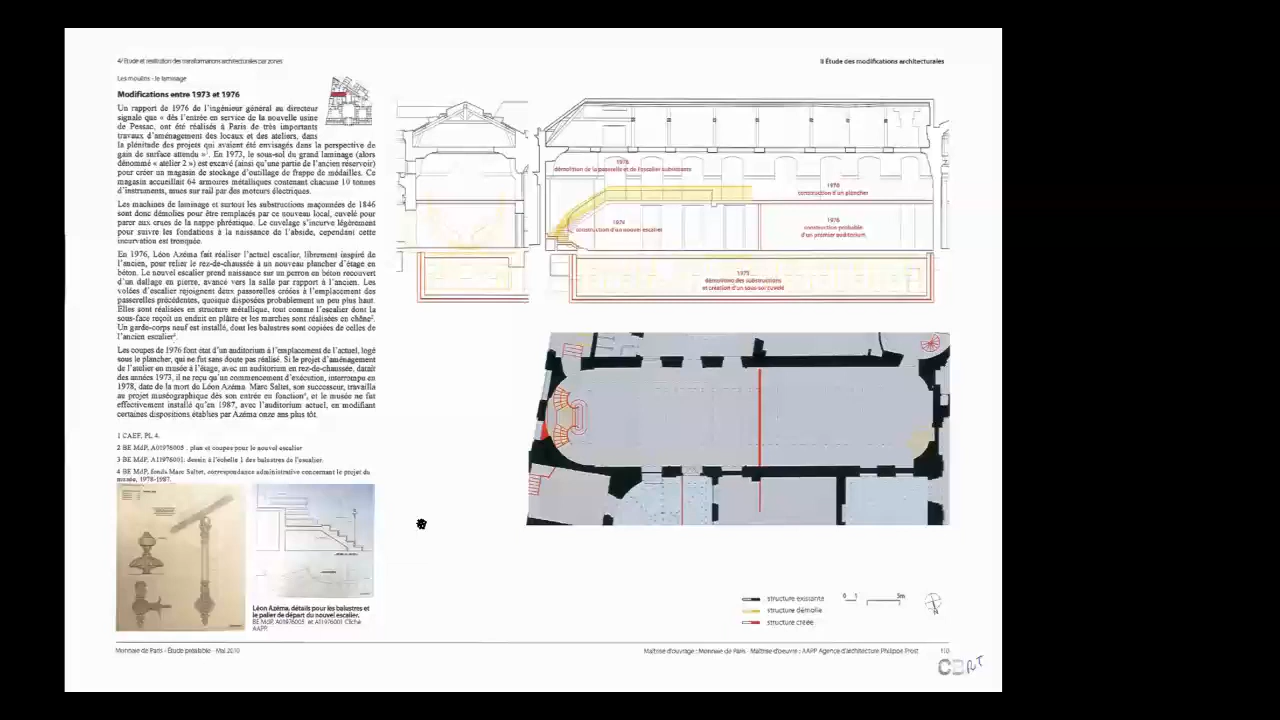 4/ Etude et restitution des transformations architecturales par zones
II Étude des modifications architecturales
Les moulins - le laminage
Modifications entre 1973 et 1976
Un rapport de 1976 de l'ingénieur général au directeur
signale que « dès l'entrée en service de la nouvelle usine
de Pessac, ont été réalisés à Paris de très importants
travaux d'aménagement des locaux et des ateliers, dans
la plénitude des projets qui avaient été envisagés dans la perspective de
gain de surface attendu »¹. En 1973, le sous-sol du grand laminage (alors
dénommé « atelier 2 ») est excavé (ainsi qu'une partie de l'ancien réservoir)
pour créer un magasin de stockage d'outillage de frappe de médailles. Ce
magasin accueillait 64 armoires métalliques contenant chacune 10 tonnes
d'instruments, mues sur rail par des moteurs électriques.
Les machines de laminage et surtout les substructions maçonnées de 1846
sont donc démolies pour être remplacés par ce nouveau local, cuvelé pour
parer aux crues de la nappe phréatique. Le cuvelage s'incurve légèrement
pour suivre les fondations à la naissance de l'abside, cependant cette
incurvation est tronquée.
En 1976, Léon Azéma fait réaliser l'actuel escalier, librement inspiré de
l'ancien, pour relier le rez-de-chaussée à un nouveau plancher d'étage en
béton. Le nouvel escalier prend naissance sur un perron en béton recouvert
d'un dallage en pierre, avancé vers la salle par rapport à l'ancien. Les
volées d'escalier rejoignent deux passerelles créées à l'emplacement des
passerelles précédentes, quoique disposées probablement un peu plus haut.
Elles sont réalisées en structure métallique, tout comme l'escalier dont la
sous-face reçoit un enduit en plâtre et les marches sont réalisées en chêne².
Un garde-corps neuf est installé, dont les balustres sont copiées de celles de
l'ancien escalier³.
Les coupes de 1976 font état d'un auditorium à l'emplacement de l'actuel, logé
sous le plancher, qui ne fut sans doute pas réalisé. Si le projet d'aménagement
de l'atelier en musée à l'étage, avec un auditorium en rez-de-chaussée, datait
des années 1973, il ne reçu qu'un commencement d'exécution, interrompu en
1978, date de la mort de Léon Azéma. Marc Saltet, son successeur, travailla
au projet muséographique dès son entrée en fonction⁴, et le musée ne fut
effectivement installé qu'en 1987, avec l'auditorium actuel, en modifiant
certaines dispositions établies par Azéma onze ans plus tôt.
1 CAEF, PL 4.
2 BE MdP, A01976003 : plan et coupes pour le nouvel escalier
3 BE MdP, A11976001: dessin à l'échelle 1 des balustres de l'escalier.
4 BE MdP, fonds Marc Saltet, correspondance administrative concernant le projet du
musée, 1978-1987.
Léon Azéma, détails pour les balustres et
le palier de départ du nouvel escalier.
BE MdP, A01976003 et A11976001 Cliché
AAPP.
1976
démolition de la passerelle et de l'escalier subsistants
1976
construction d'un nouvel escalier
1976
construction d'un plancher
1976
construction probable
d'un premier auditorium
1973
démolition des substructions
et création d'un sous-sol cuvelé
structure existante
structure démolie
structure créée
0 1 5m
Monnaie de Paris - Étude préalable - Mai 2010
Maîtrise d'ouvrage : Monnaie de Paris - Maîtrise d'oeuvre : AAPP Agence d'architecture Philippe Prost
110